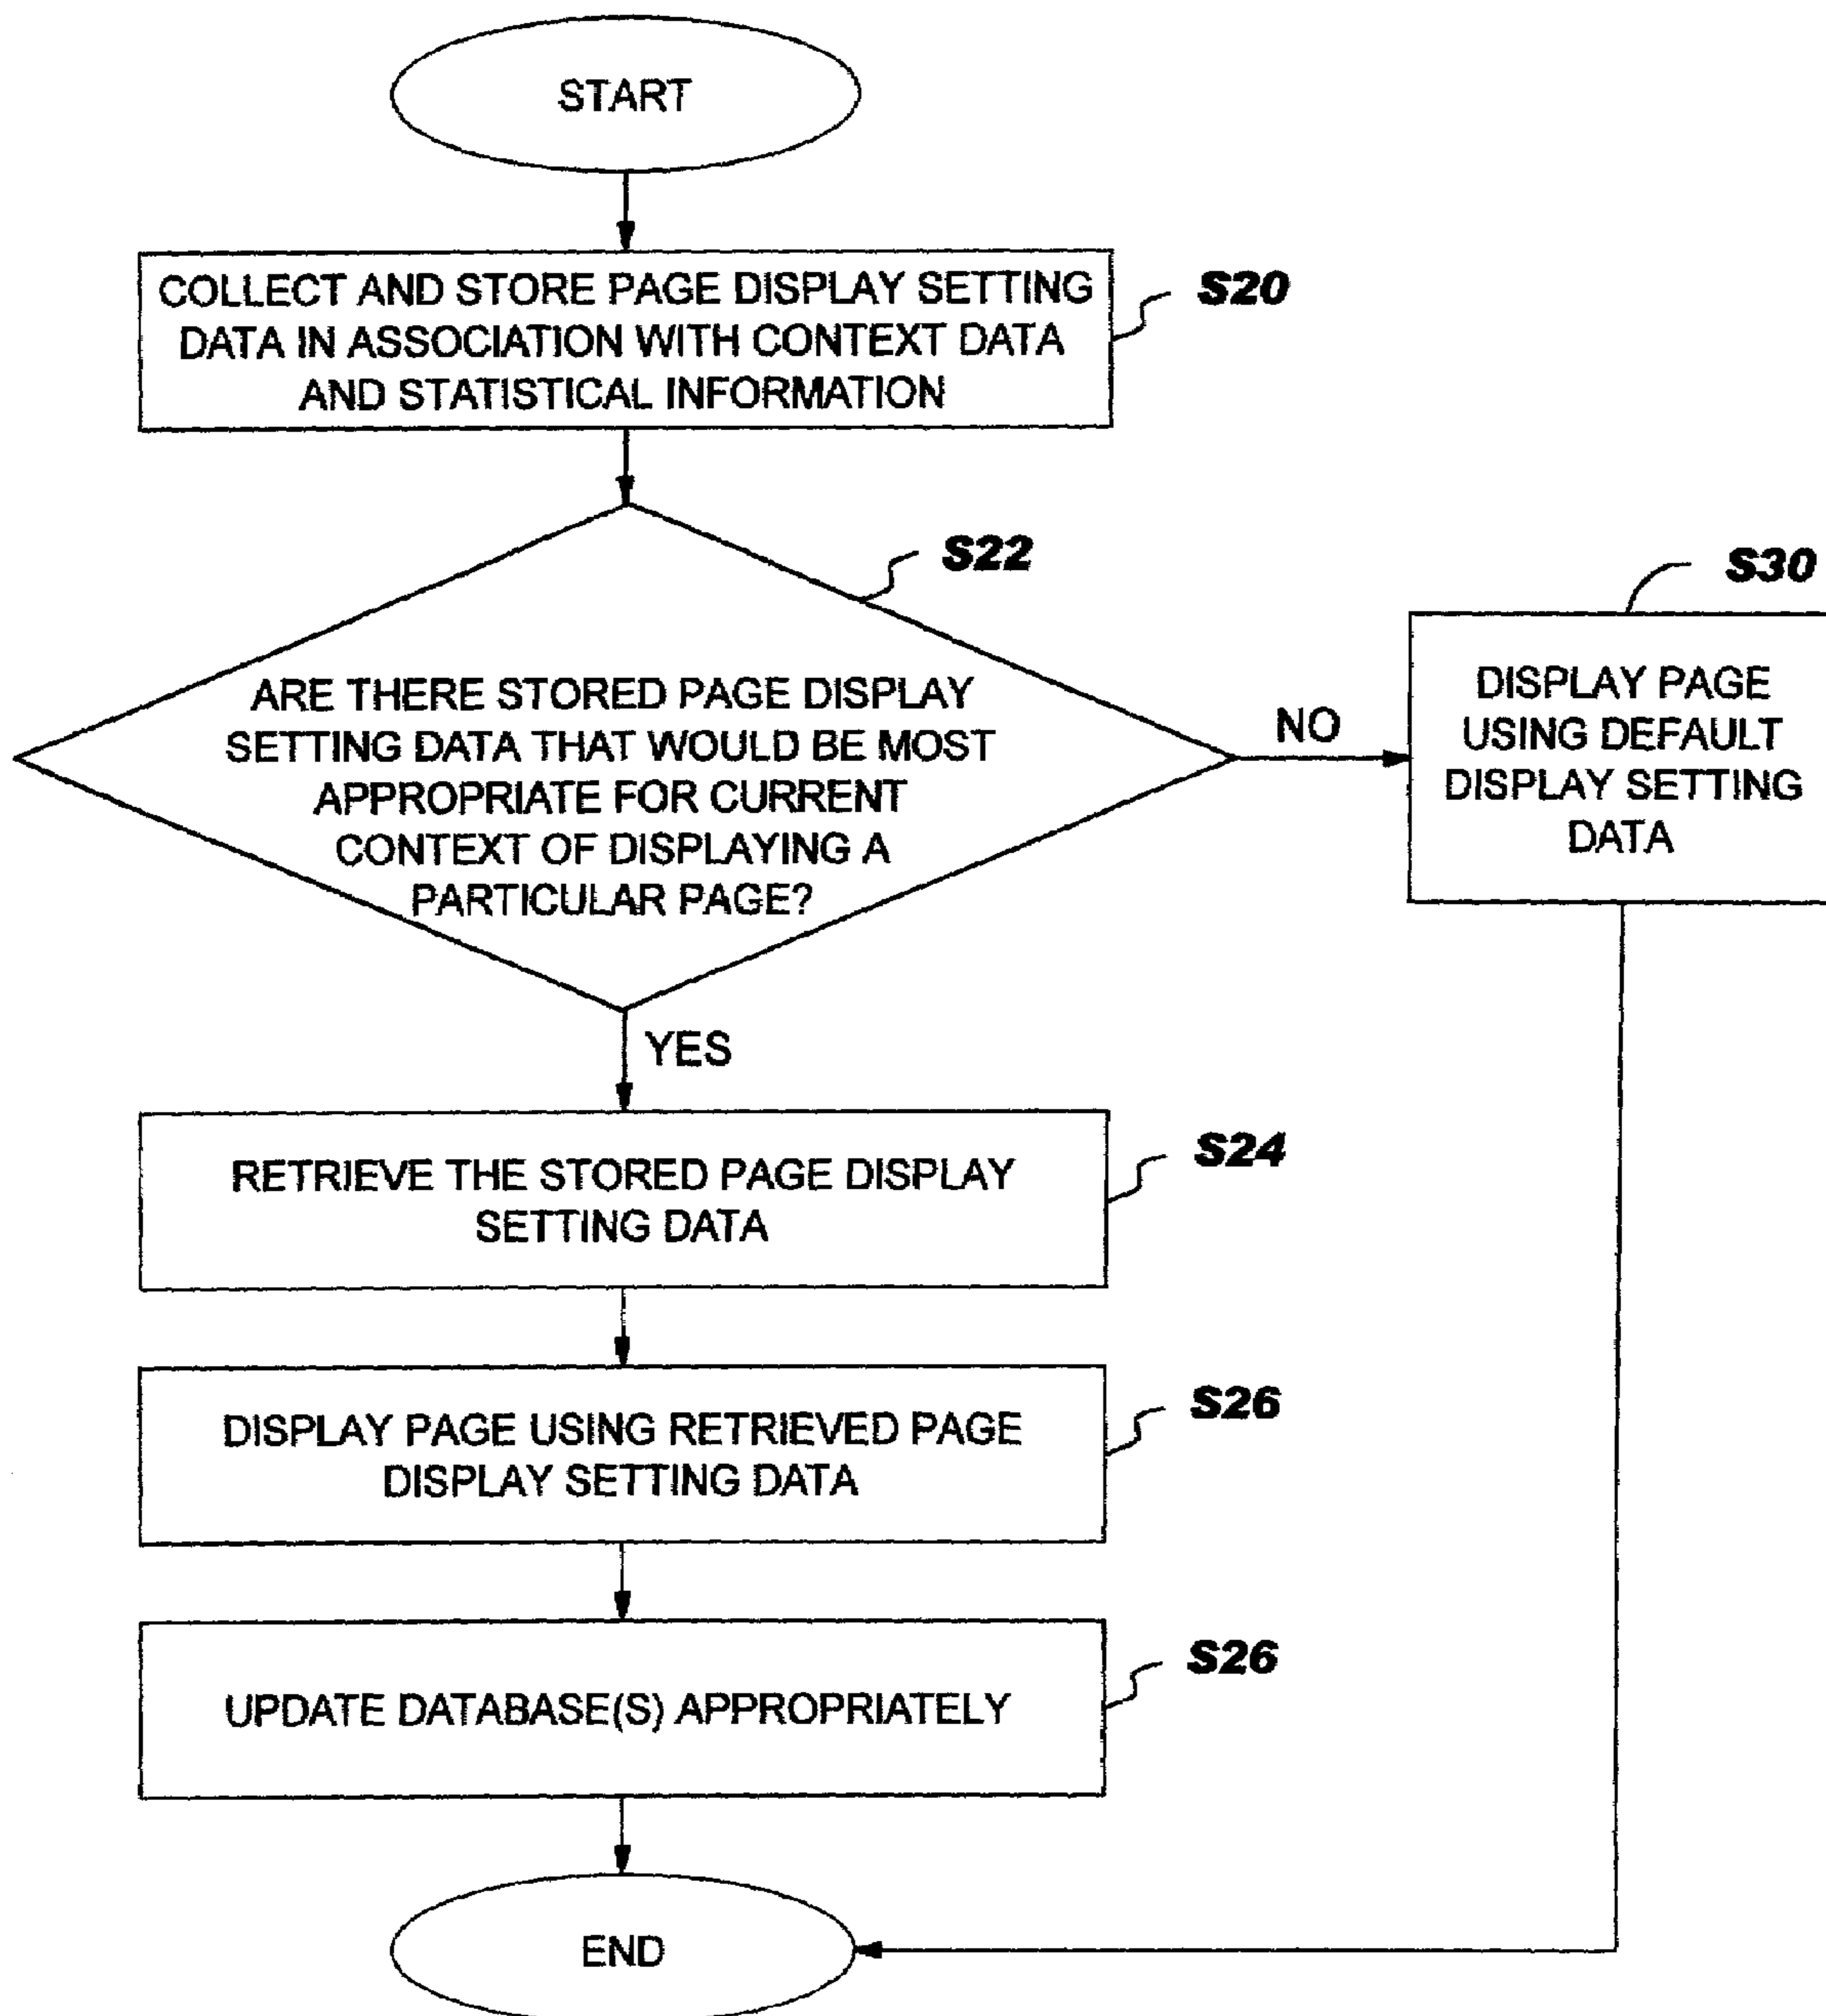 START
COLLECT AND STORE PAGE DISPLAY SETTING
DATA IN ASSOCIATION WITH CONTEXT DATA
AND STATISTICAL INFORMATION
S20
S22
ARE THERE STORED PAGE DISPLAY
SETTING DATA THAT WOULD BE MOST
APPROPRIATE FOR CURRENT
CONTEXT OF DISPLAYING A
PARTICULAR PAGE?
NO
S30
DISPLAY PAGE
USING DEFAULT
DISPLAY SETTING
DATA
YES
RETRIEVE THE STORED PAGE DISPLAY
SETTING DATA
S24
DISPLAY PAGE USING RETRIEVED PAGE
DISPLAY SETTING DATA
S26
UPDATE DATABASE(S) APPROPRIATELY
S26
END